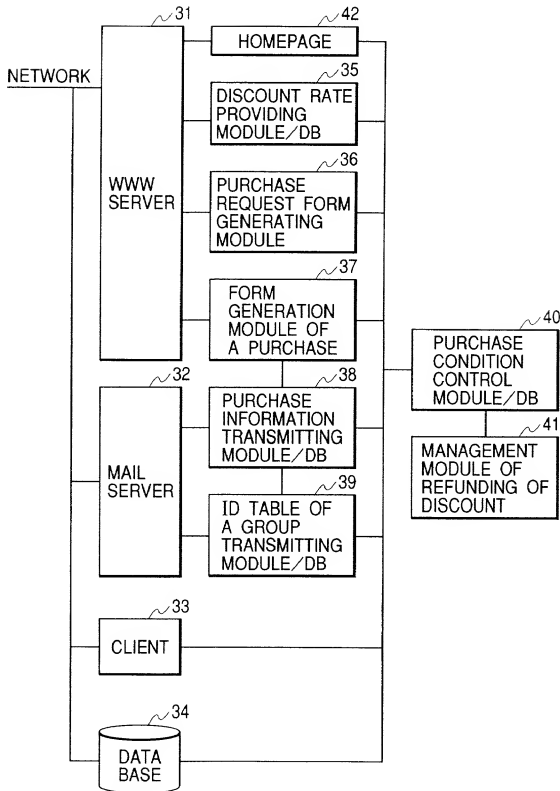 31
42
NETWORK
HOMEPAGE
35
DISCOUNT RATE
PROVIDING
MODULE/DB
36
WWW
SERVER
PURCHASE
REQUEST FORM
GENERATING
MODULE
37
FORM
GENERATION
MODULE OF
A PURCHASE
40
PURCHASE
CONDITION
CONTROL
MODULE/DB
32
38
PURCHASE
INFORMATION
TRANSMITTING
MODULE/DB
41
MANAGEMENT
MODULE OF
REFUNDING OF
DISCOUNT
MAIL
SERVER
39
ID TABLE OF
A GROUP
TRANSMITTING
MODULE/DB
33
CLIENT
34
DATA
BASE